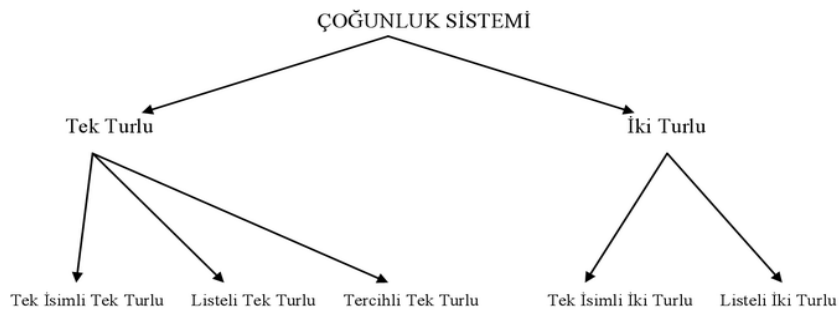 ÇOĞUNLUK SİSTEMİ
Tek Turlu
İki Turlu
Tek İsimli Tek Turlu
Listeli Tek Turlu
Tercihli Tek Turlu
Tek İsimli İki Turlu
Listeli İki Turlu